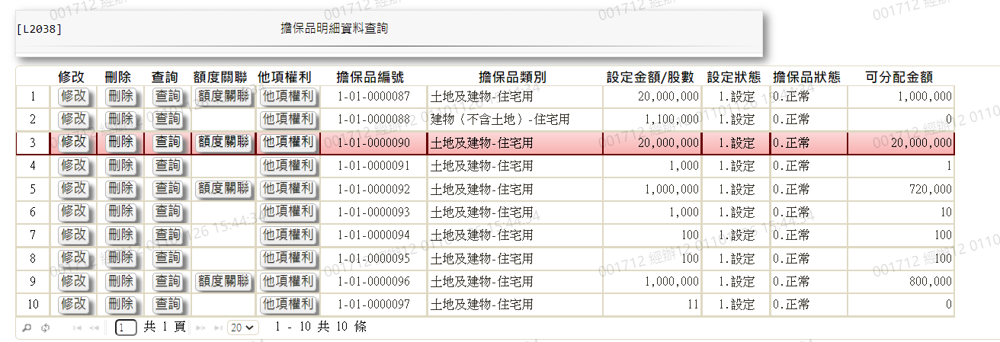 [L2038] 擔保品明細資料查詢
修改 刪除 查詢 額度關聯 他項權利 擔保品編號 擔保品類別 設定金額/股數 設定狀態 擔保品狀態 可分配金額
1 修改 刪除 查詢 額度關聯 他項權利 1-01-0000087 土地及建物-住宅用 20,000,000 1.設定 0.正常 1,000,000
2 修改 刪除 查詢 他項權利 1-01-0000088 建物（不含土地）-住宅用 1,100,000 1.設定 0.正常 0
3 修改 刪除 查詢 額度關聯 他項權利 1-01-0000090 土地及建物-住宅用 20,000,000 1.設定 0.正常 20,000,000
4 修改 刪除 查詢 他項權利 1-01-0000091 土地及建物-住宅用 1,000 1.設定 0.正常 1
5 修改 刪除 查詢 額度關聯 他項權利 1-01-0000092 土地及建物-住宅用 1,000,000 1.設定 0.正常 720,000
6 修改 刪除 查詢 他項權利 1-01-0000093 土地及建物-住宅用 1,000 1.設定 0.正常 10
7 修改 刪除 查詢 他項權利 1-01-0000094 土地及建物-住宅用 100 1.設定 0.正常 100
8 修改 刪除 查詢 他項權利 1-01-0000095 土地及建物-住宅用 100 1.設定 0.正常 100
9 修改 刪除 查詢 額度關聯 他項權利 1-01-0000096 土地及建物-住宅用 1,000,000 1.設定 0.正常 800,000
10 修改 刪除 查詢 他項權利 1-01-0000097 土地及建物-住宅用 11 1.設定 0.正常 0
1 共 1 頁 20 1 - 10 共 10 條